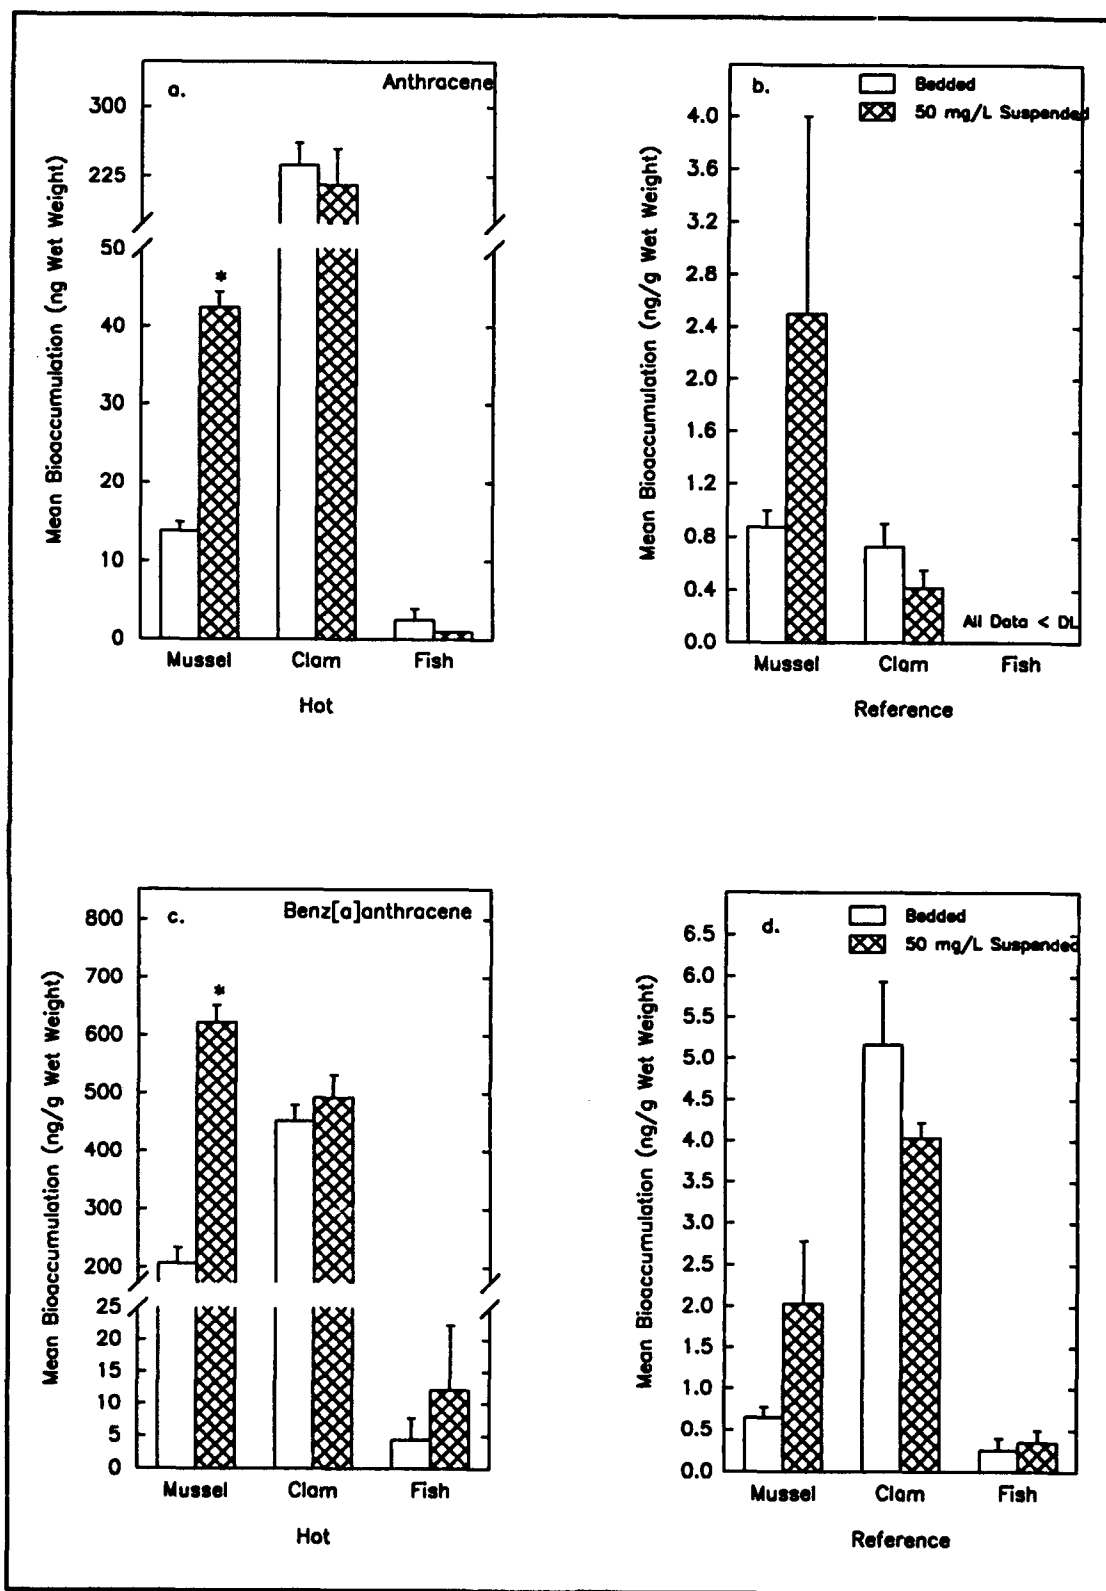 a.
Anthracene
Mean Bioaccumulation (ng Wet Weight)
300
225
50
40
30
20
10
0
Mussel Clam Fish
Hot
b.
Bedded
50 mg/L Suspended
Mean Bioaccumulation (ng/g Wet Weight)
4.0
3.6
3.2
2.8
2.4
2.0
1.6
1.2
0.8
0.4
0.0
All Data < DL
Mussel Clam Fish
Reference
c.
Benz[a]anthracene
Mean Bioaccumulation (ng/g Wet Weight)
800
700
600
500
400
300
200
25
20
15
10
5
0
Mussel Clam Fish
Hot
d.
Bedded
50 mg/L Suspended
Mean Bioaccumulation (ng/g Wet Weight)
6.5
6.0
5.5
5.0
4.5
4.0
3.5
3.0
2.5
2.0
1.5
1.0
0.5
0.0
Mussel Clam Fish
Reference
*
*